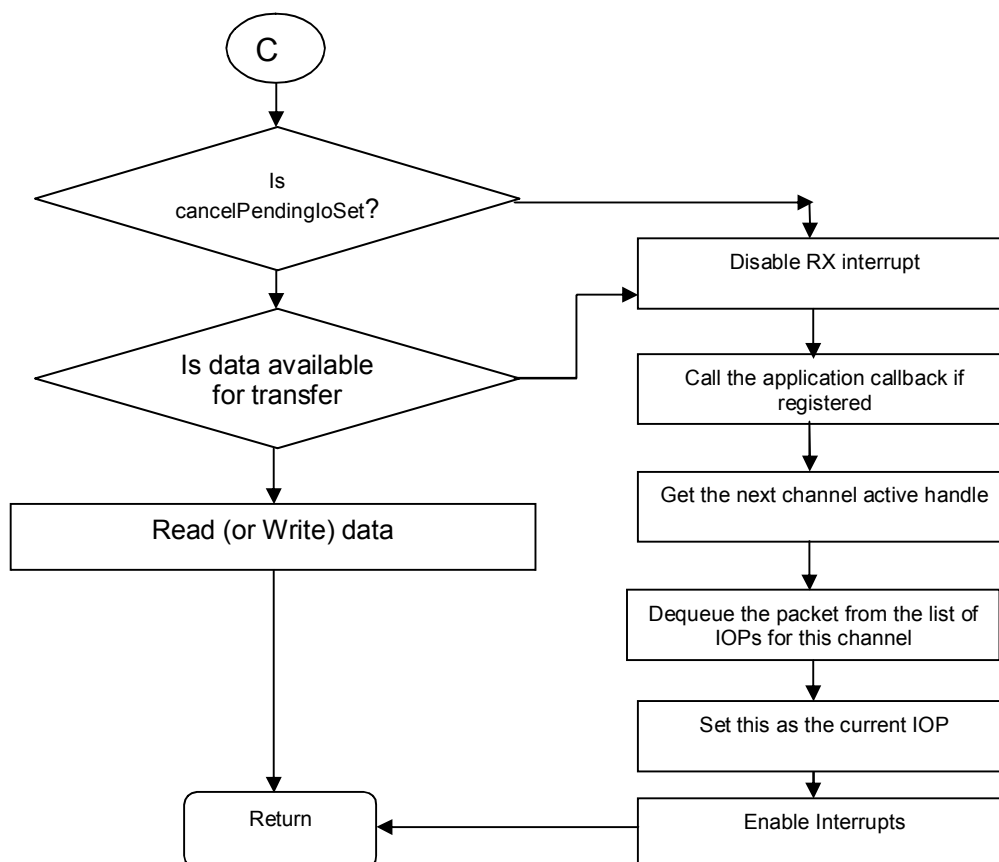 C
Is
cancelPendingIoSet?
Disable RX interrupt
Is data available
for transfer
Call the application callback if
registered
Get the next channel active handle
Read (or Write) data
Dequeue the packet from the list of
IOPs for this channel
Set this as the current IOP
Return
Enable Interrupts